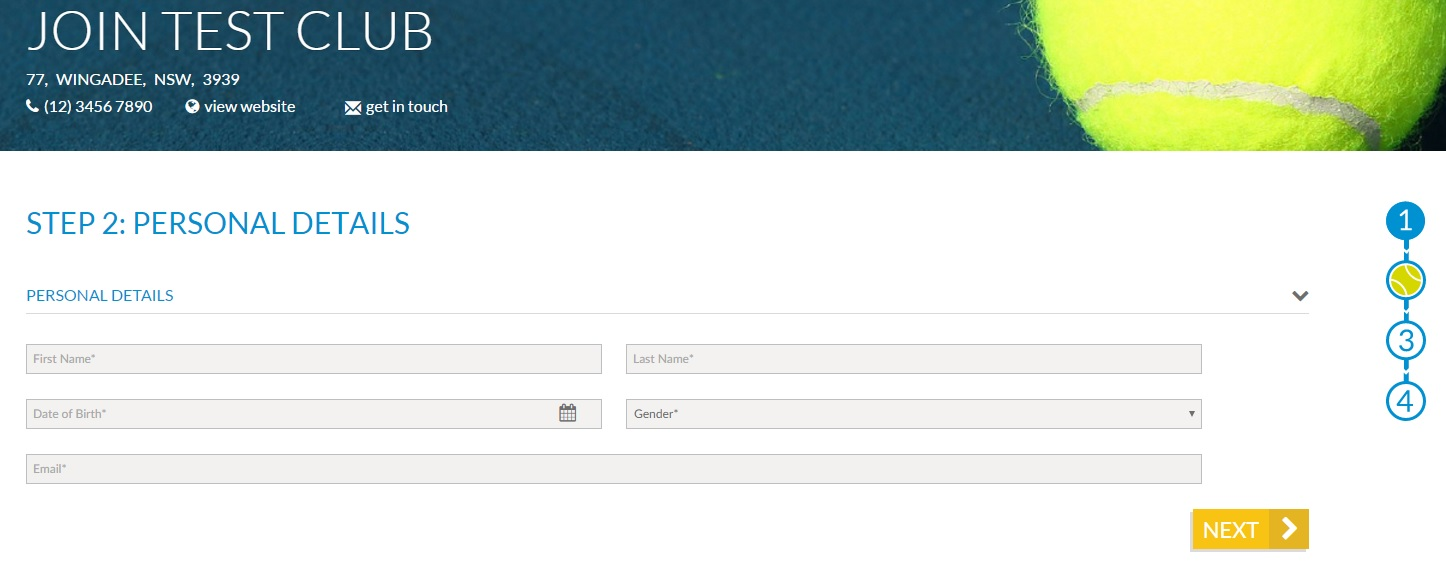 JOIN TEST CLUB
77, WINGADEE, NSW, 3939
(12) 3456 7890 view website get in touch
STEP 2: PERSONAL DETAILS
1
PERSONAL DETAILS
3
First Name* Last Name*
4
Date of Birth* Gender*
Email*
NEXT